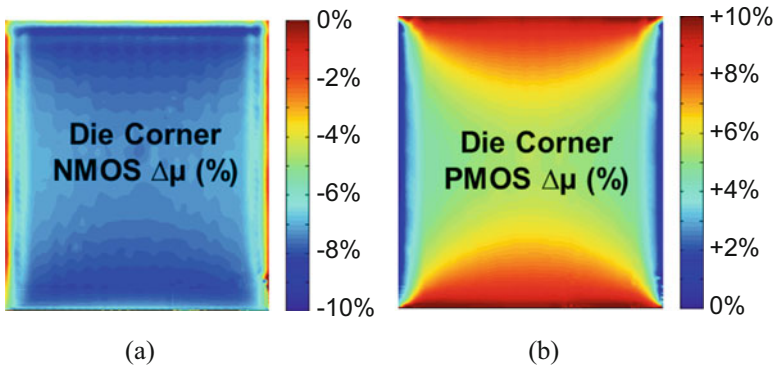 Die Corner
NMOS Δμ (%)
0%
-2%
-4%
-6%
-8%
-10%
(a)
Die Corner
PMOS Δμ (%)
+10%
+8%
+6%
+4%
+2%
0%
(b)